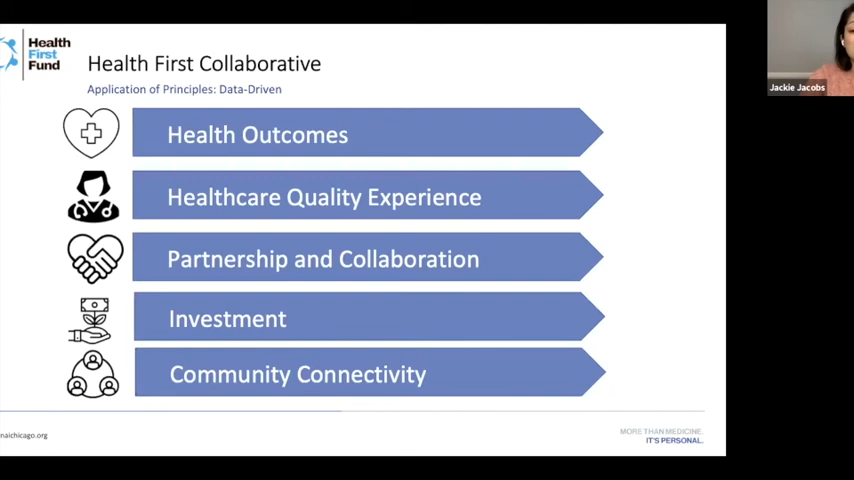 Health
First
Fund
Health First Collaborative
Application of Principles: Data-Driven
Jackie Jacobs
Health Outcomes
Healthcare Quality Experience
Partnership and Collaboration
Investment
Community Connectivity
naichicago.org
MORE THAN MEDICINE.
IT'S PERSONAL.